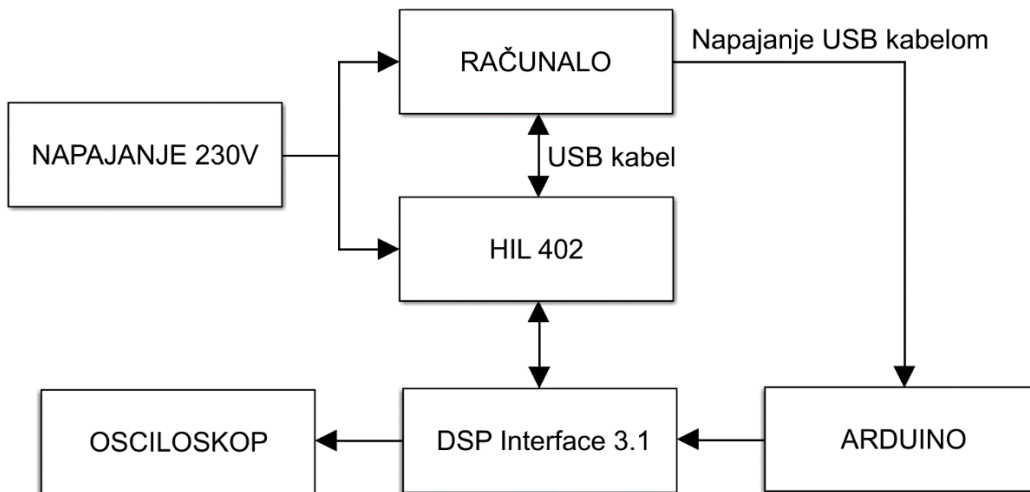 RAČUNALO
Napajanje USB kabelom
NAPAJANJE 230V
USB kabel
HIL 402
OSCILOSKOP
DSP Interface 3.1
ARDUINO